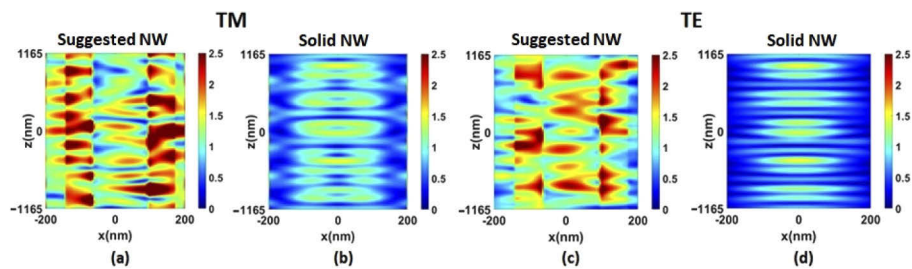 TM
TE
Suggested NW
Solid NW
Suggested NW
Solid NW
1165
0
−1165
z(nm)
-200
0
200
x(nm)
2.5
2
1.5
1
0.5
0
(a)
1165
0
−1165
z(nm)
-200
0
200
x(nm)
2.5
2
1.5
1
0.5
0
(b)
1165
0
−1165
z(nm)
-200
0
200
x(nm)
2.5
2
1.5
1
0.5
0
(c)
1165
0
−1165
z(nm)
-200
0
200
x(nm)
2.5
2
1.5
1
0.5
0
(d)